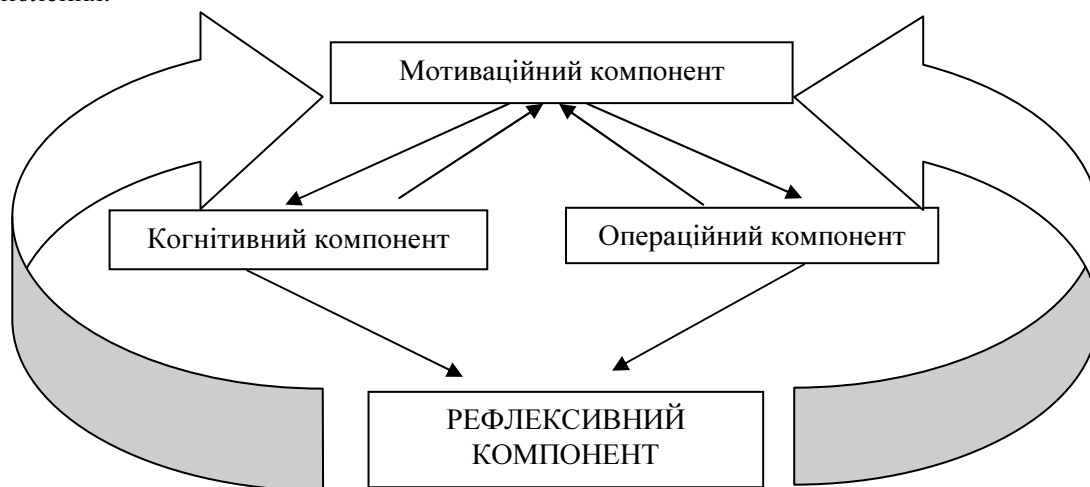 Мотиваційний компонент
Когнітивний компонент
Операційний компонент
РЕФЛЕКСИВНИЙ
КОМПОНЕНТ